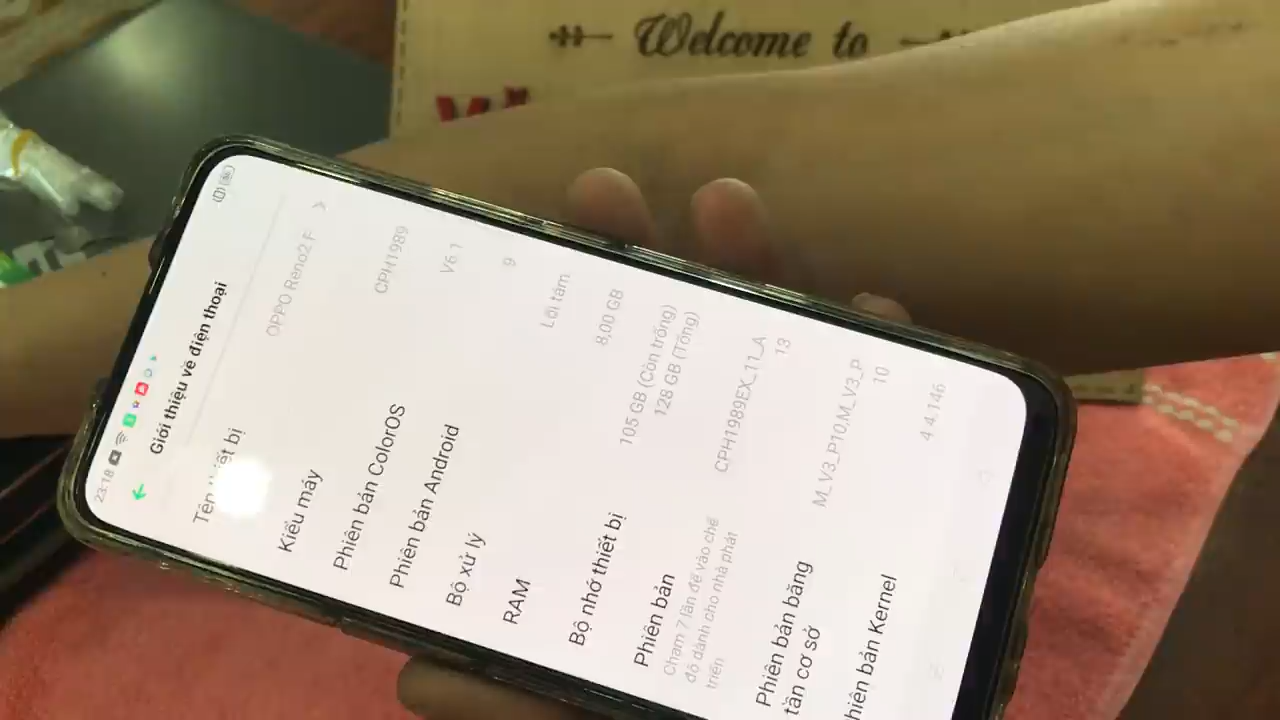 Welcome to
23:18
Giới thiệu về điện thoại
Tên thiết bị
OPPO Reno2 F
Kiểu máy
CPH1989
Phiên bản ColorOS
V6.1
Phiên bản Android
9
Bộ xử lý
Lõi tám
RAM
8,00 GB
Bộ nhớ thiết bị
105 GB (Còn trống)
128 GB (Tổng)
Phiên bản
Chạm 7 lần để vào chế
độ dành cho nhà phát
triển
CPH1989EX_11_A
13
Phiên bản băng
tần cơ sở
M_V3_P10,M_V3_P
10
hiên bản Kernel
4.4.146